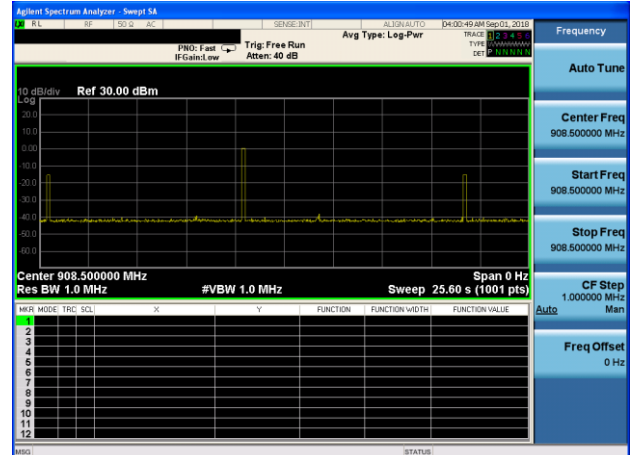 Agilent Spectrum Analyzer - Swept SA
RL RF 50 Ω AC SENSE:INT ALIGNAUTO 04:00:49 AM Sep 01, 2018
Avg Type: Log-Pwr TRACE 1 2 3 4 5 6
PNO: Fast Trig: Free Run TYPE
IFGain:Low Atten: 40 dB DET P N N N N N
10 dB/div Ref 30.00 dBm
Log
20.0
10.0
0.00
-10.0
-20.0
-30.0
-40.0
-50.0
-60.0
Center 908.500000 MHz Span 0 Hz
Res BW 1.0 MHz #VBW 1.0 MHz Sweep 25.60 s (1001 pts)
MKR MODE TRC SCL X Y FUNCTION FUNCTION WIDTH FUNCTION VALUE
1
2
3
4
5
6
7
8
9
10
11
12
MSG STATUS
Frequency
Auto Tune
Center Freq
908.500000 MHz
Start Freq
908.500000 MHz
Stop Freq
908.500000 MHz
CF Step
1.000000 MHz
Auto Man
Freq Offset
0 Hz